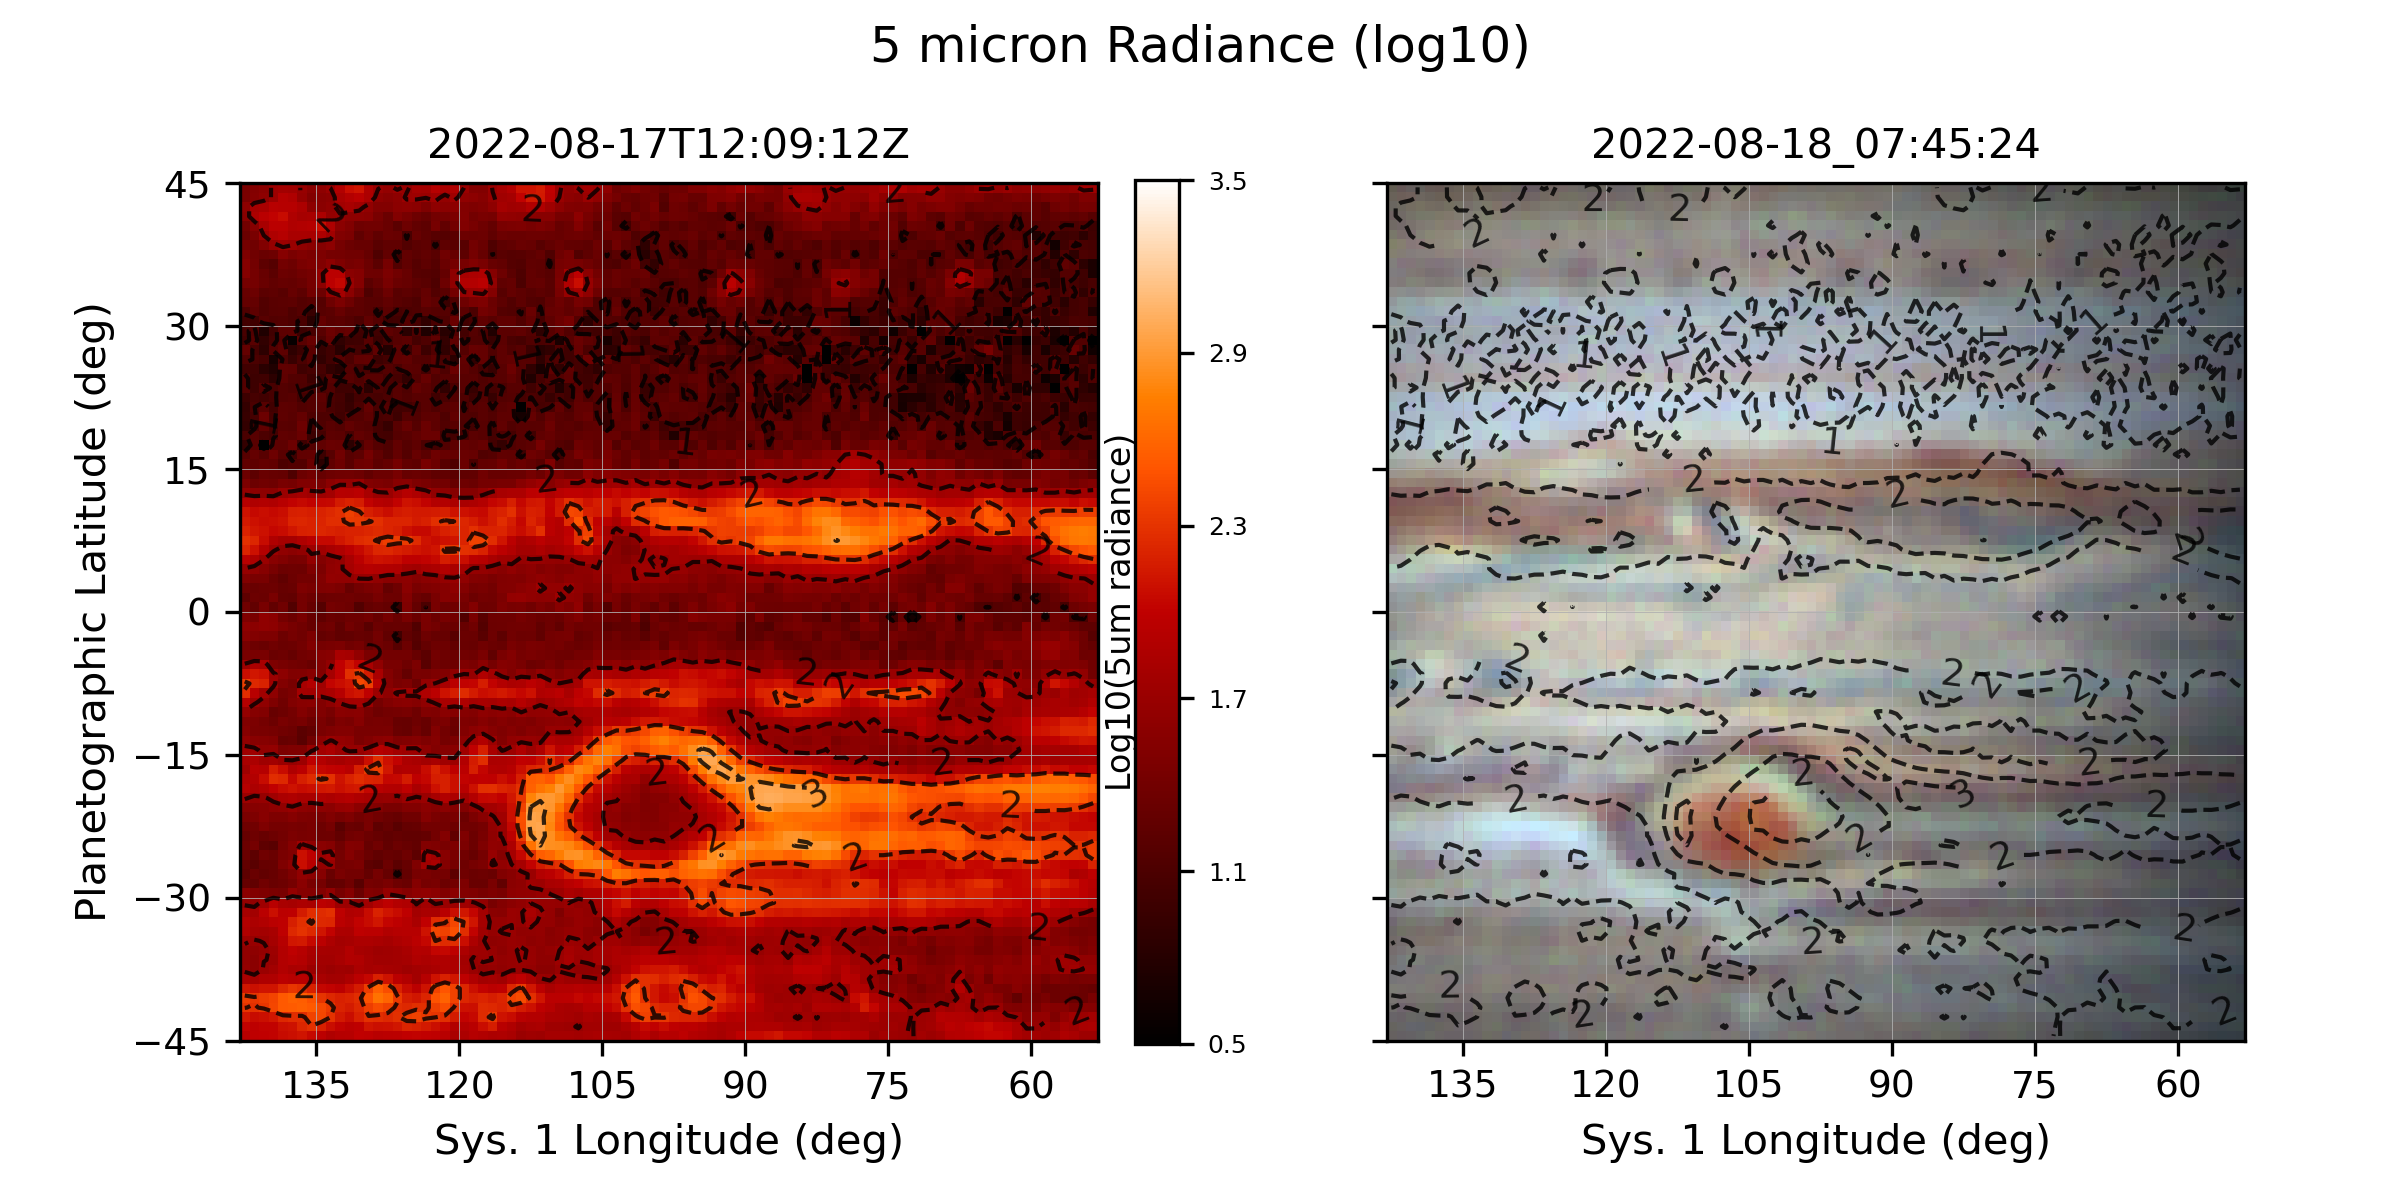 5 micron Radiance (log10)
2022-08-17T12:09:12Z
45
30
15
0
−15
−30
−45
Planetographic Latitude (deg)
135 120 105 90 75 60
Sys. 1 Longitude (deg)
3.5
2.9
2.3
1.7
1.1
0.5
Log10(5um radiance)
2022-08-18_07:45:24
135 120 105 90 75 60
Sys. 1 Longitude (deg)